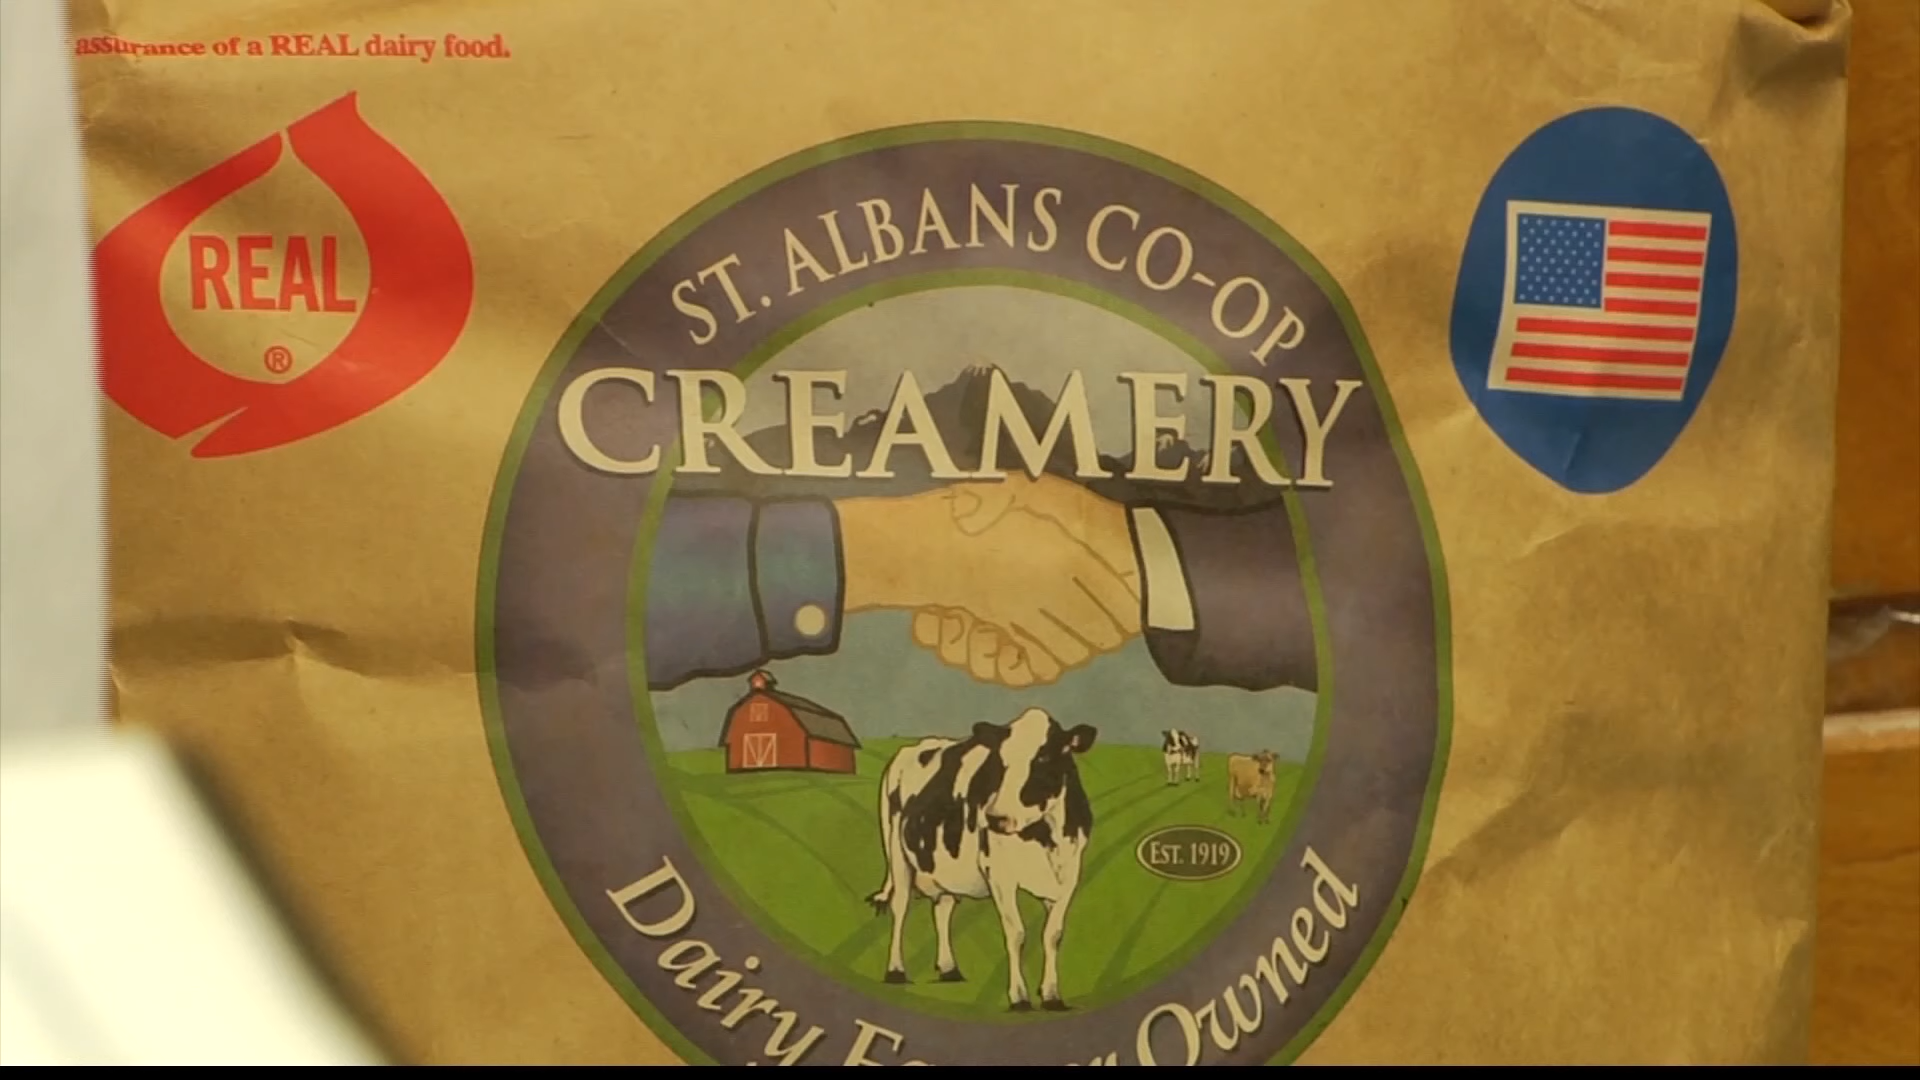 assurance of a REAL dairy food.
REAL
®
ST. ALBANS CO-OP
CREAMERY
EST. 1919
Dairy Owned